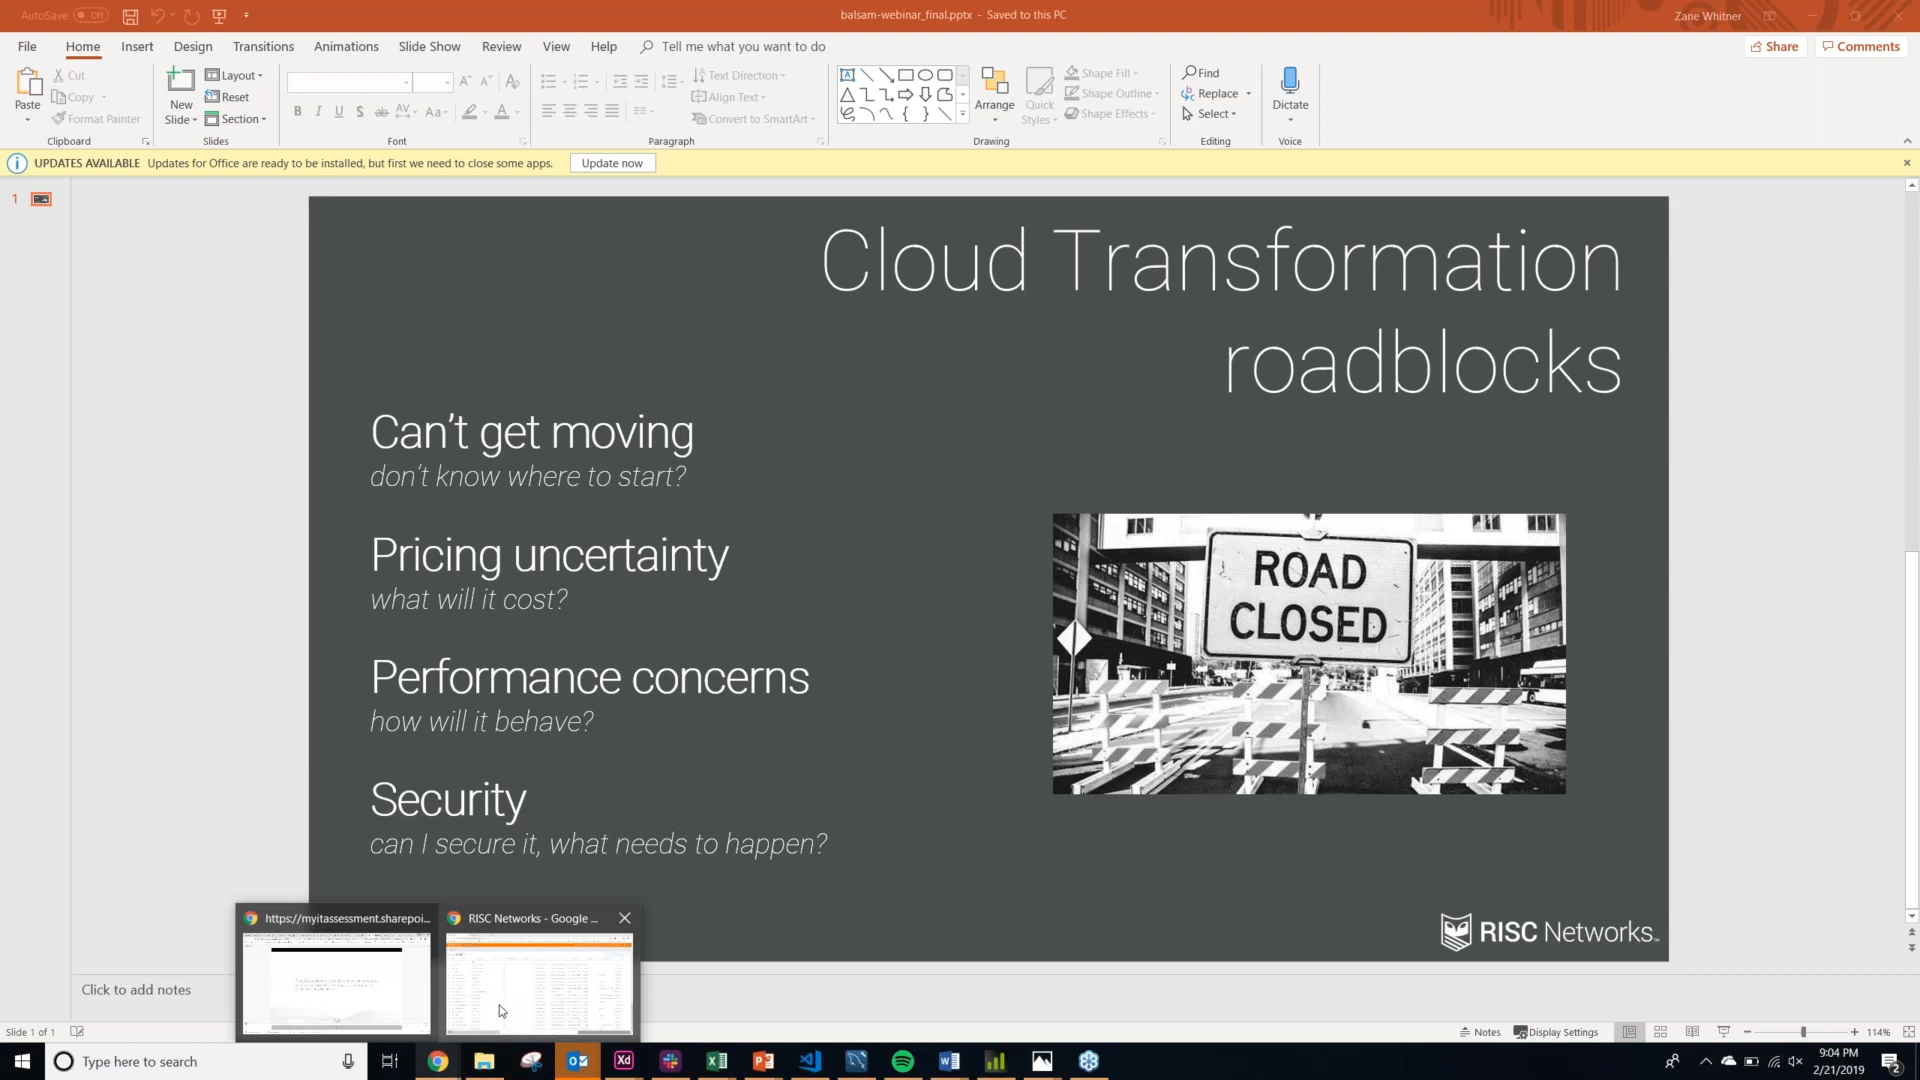 AutoSave Off
balsam-webinar_final.pptx - Saved to this PC
Zane Whitner
File Home Insert Design Transitions Animations Slide Show Review View Help Tell me what you want to do
Share Comments
Paste
Cut
Copy
Format Painter
Clipboard
New Slide
Layout
Reset
Section
Slides
B I U S ab AV Aa A
Font
Text Direction
Align Text
Convert to SmartArt
Paragraph
Arrange
Quick Styles
Shape Fill
Shape Outline
Shape Effects
Drawing
Find
Replace
Select
Editing
Dictate
Voice
UPDATES AVAILABLE Updates for Office are ready to be installed, but first we need to close some apps. Update now
1
Cloud Transformation
roadblocks
Can't get moving
don't know where to start?
Pricing uncertainty
what will it cost?
Performance concerns
how will it behave?
Security
can I secure it, what needs to happen?
ROAD
CLOSED
RISC Networks
https://myitassessment.sharepoi...
RISC Networks - Google ...
Click to add notes
Slide 1 of 1
Notes Display Settings 114%
Type here to search
9:04 PM
2/21/2019
2